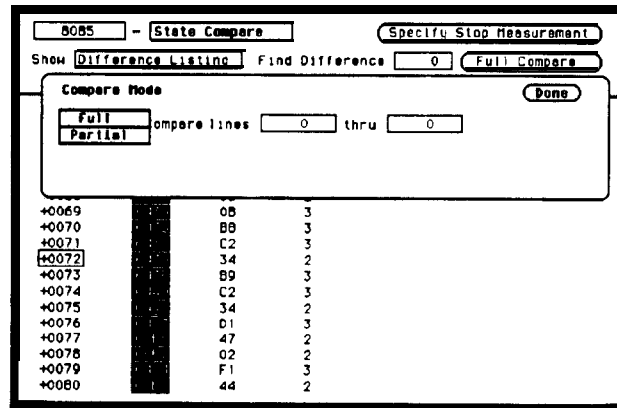 8085 - State Compare Specify Stop Measurement
Show Difference Listing Find Difference 0 Full Compare
Compare Mode Done
Full
Partial
ompare lines 0 thru 0
+0069 0B 3
+0070 B8 3
+0071 C2 3
+0072 34 2
+0073 B9 3
+0074 C2 3
+0075 34 2
+0076 D1 3
+0077 47 2
+0078 02 2
+0079 F1 3
+0080 44 2